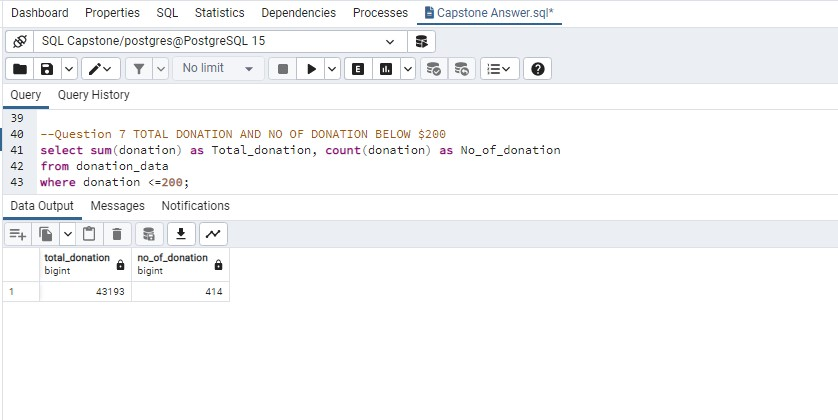 Dashboard Properties SQL Statistics Dependencies Processes Capstone Answer.sql*
SQL Capstone/postgres@PostgreSQL 15
No limit E
Query Query History
39
40 --Question 7 TOTAL DONATION AND NO OF DONATION BELOW $200
41 select sum(donation) as Total_donation, count(donation) as No_of_donation
42 from donation_data
43 where donation <=200;
Data Output Messages Notifications
total_donation no_of_donation
bigint bigint
1 43193 414